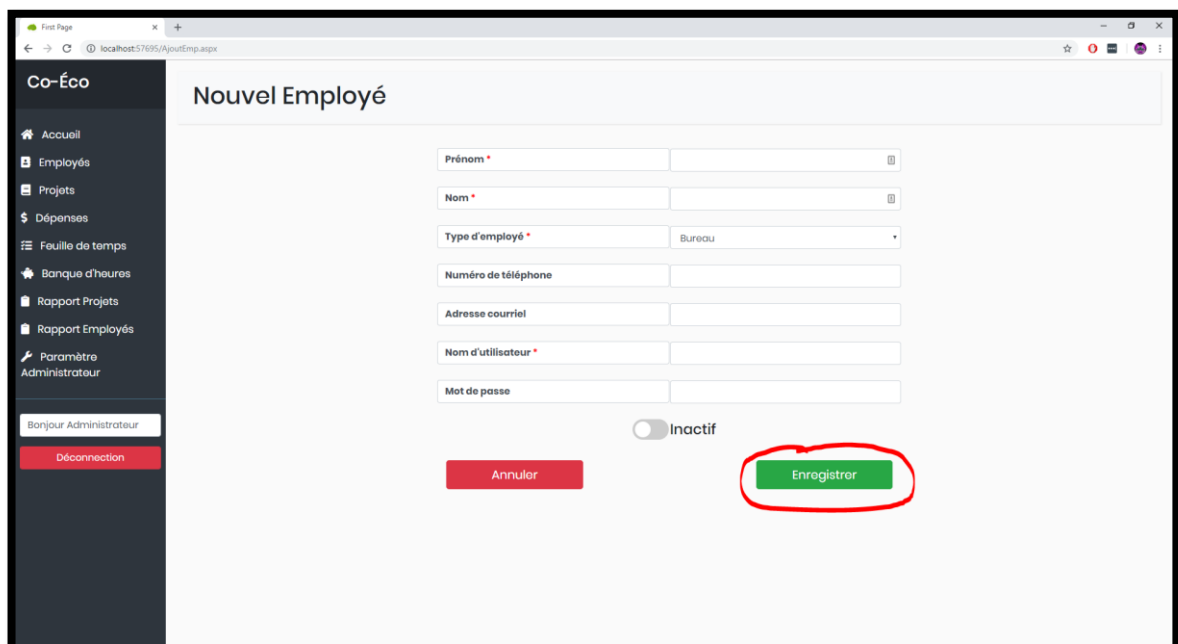 First Page
localhost:57695/AjoutEmp.aspx
Co-Éco
Nouvel Employé
Accueil
Employés
Projets
Dépenses
Feuille de temps
Banque d'heures
Rapport Projets
Rapport Employés
Paramètre
Administrateur
Bonjour Administrateur
Déconnection
Prénom *
Nom *
Type d'employé * Bureau
Numéro de téléphone
Adresse courriel
Nom d'utilisateur *
Mot de passe
Inactif
Annuler Enregistrer